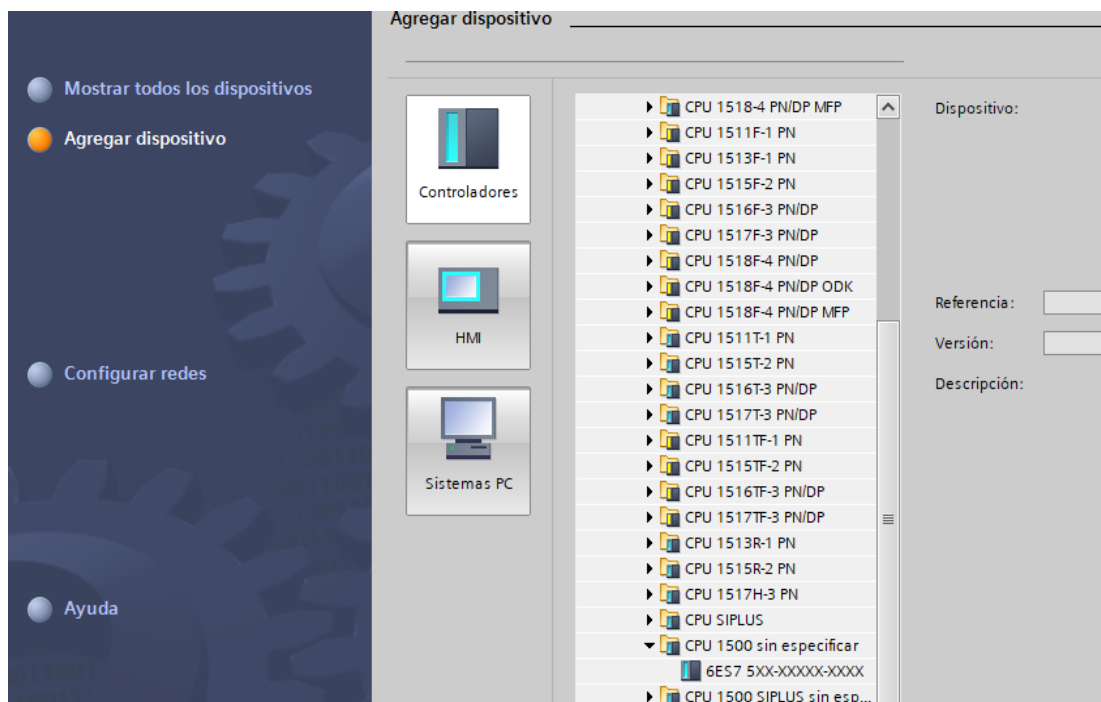 Agregar dispositivo
Mostrar todos los dispositivos
Agregar dispositivo
Configurar redes
Ayuda
Controladores
HMI
Sistemas PC
CPU 1518-4 PN/DP MFP
CPU 1511F-1 PN
CPU 1513F-1 PN
CPU 1515F-2 PN
CPU 1516F-3 PN/DP
CPU 1517F-3 PN/DP
CPU 1518F-4 PN/DP
CPU 1518F-4 PN/DP ODK
CPU 1518F-4 PN/DP MFP
CPU 1511T-1 PN
CPU 1515T-2 PN
CPU 1516T-3 PN/DP
CPU 1517T-3 PN/DP
CPU 1511TF-1 PN
CPU 1515TF-2 PN
CPU 1516TF-3 PN/DP
CPU 1517TF-3 PN/DP
CPU 1513R-1 PN
CPU 1515R-2 PN
CPU 1517H-3 PN
CPU SIPLUS
CPU 1500 sin especificar
6ES7 5XX-XXXXX-XXXX
CPU 1500 SIPLUS sin esp...
Dispositivo:
Referencia:
Versión:
Descripción: